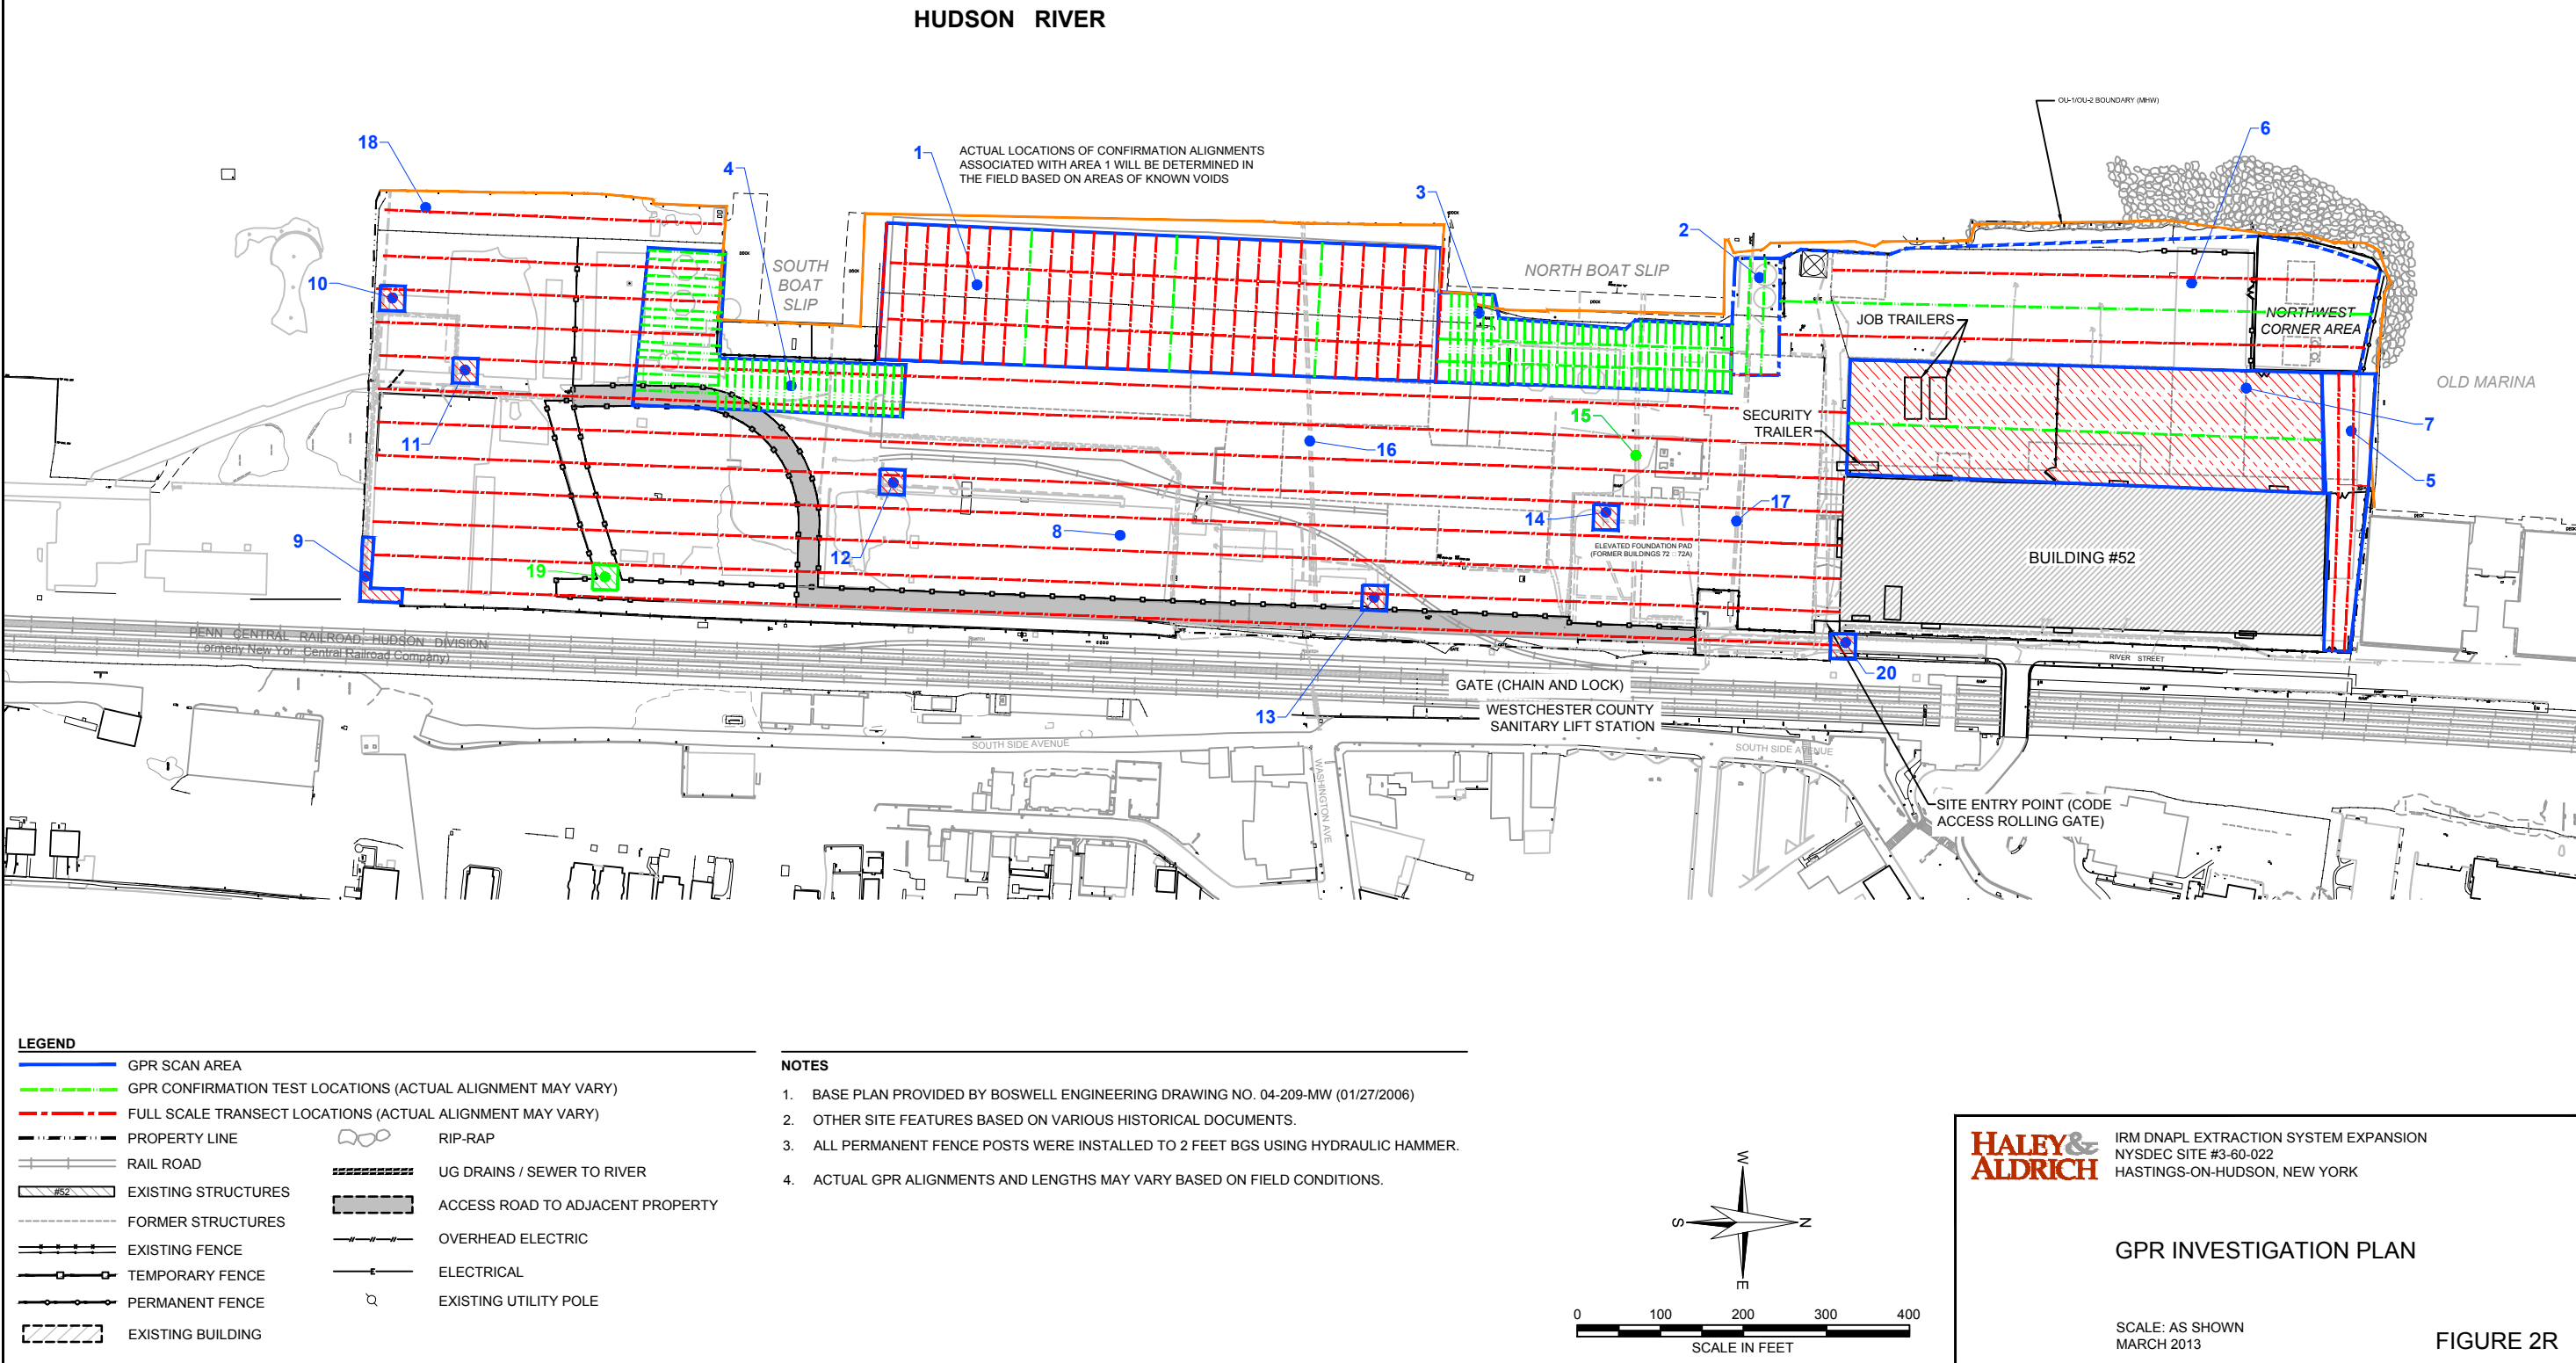 HUDSON RIVER
OU-1/OU-2 BOUNDARY (MHW)
18
4
1
ACTUAL LOCATIONS OF CONFIRMATION ALIGNMENTS
ASSOCIATED WITH AREA 1 WILL BE DETERMINED IN
THE FIELD BASED ON AREAS OF KNOWN VOIDS
3
2
6
10
SOUTH
BOAT
SLIP
NORTH BOAT SLIP
JOB TRAILERS
NORTHWEST
CORNER AREA
OLD MARINA
11
16
15
SECURITY
TRAILER
7
5
9
19
12
8
14
17
ELEVATED FOUNDATION PAD
BUILDING #52
PENN CENTRAL RAILROAD- HUDSON DIVISION
RIVER STREET
20
13
GATE (CHAIN AND LOCK)
WESTCHESTER COUNTY
SANITARY LIFT STATION
SOUTH SIDE AVENUE
SOUTH SIDE AVENUE
WASHINGTON AVE
SITE ENTRY POINT (CODE
ACCESS ROLLING GATE)
LEGEND
GPR SCAN AREA
GPR CONFIRMATION TEST LOCATIONS (ACTUAL ALIGNMENT MAY VARY)
FULL SCALE TRANSECT LOCATIONS (ACTUAL ALIGNMENT MAY VARY)
PROPERTY LINE
RAIL ROAD
#52
EXISTING STRUCTURES
FORMER STRUCTURES
EXISTING FENCE
TEMPORARY FENCE
PERMANENT FENCE
EXISTING BUILDING
RIP-RAP
UG DRAINS / SEWER TO RIVER
ACCESS ROAD TO ADJACENT PROPERTY
OVERHEAD ELECTRIC
ELECTRICAL
EXISTING UTILITY POLE
NOTES
1. BASE PLAN PROVIDED BY BOSWELL ENGINEERING DRAWING NO. 04-209-MW (01/27/2006)
2. OTHER SITE FEATURES BASED ON VARIOUS HISTORICAL DOCUMENTS.
3. ALL PERMANENT FENCE POSTS WERE INSTALLED TO 2 FEET BGS USING HYDRAULIC HAMMER.
4. ACTUAL GPR ALIGNMENTS AND LENGTHS MAY VARY BASED ON FIELD CONDITIONS.
W
S
N
E
0 100 200 300 400
SCALE IN FEET
HALEY &
ALDRICH
IRM DNAPL EXTRACTION SYSTEM EXPANSION
NYSDEC SITE #3-60-022
HASTINGS-ON-HUDSON, NEW YORK
GPR INVESTIGATION PLAN
SCALE: AS SHOWN
MARCH 2013
FIGURE 2R